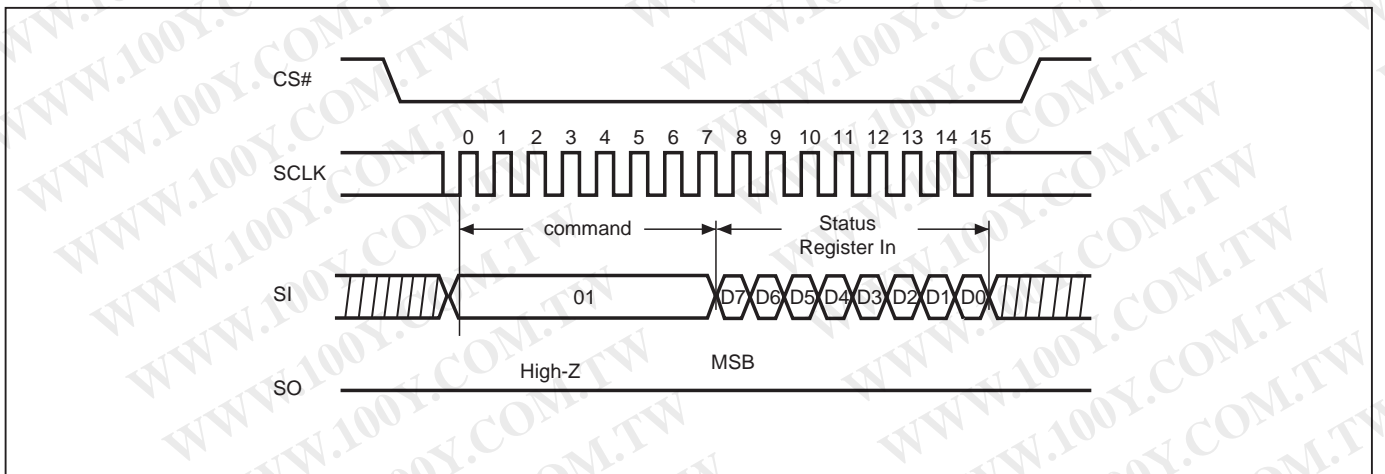 CS#
0 1 2 3 4 5 6 7 8 9 10 11 12 13 14 15
SCLK
command
Status
Register In
SI
01
D7 D6 D5 D4 D3 D2 D1 D0
High-Z
MSB
SO
WWW.100Y.COM.TW